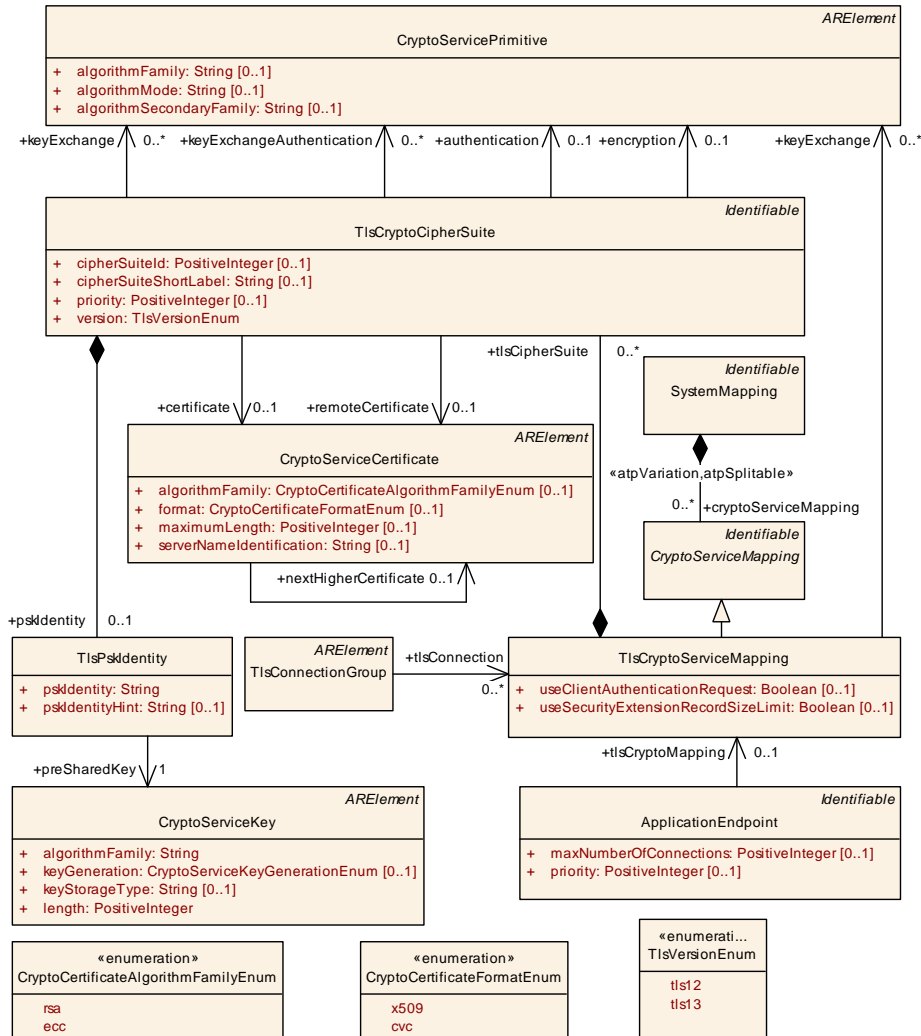 ARElement
CryptoServicePrimitive
+ algorithmFamily: String [0..1]
+ algorithmMode: String [0..1]
+ algorithmSecondaryFamily: String [0..1]
+keyExchange 0..* +keyExchangeAuthentication 0..* +authentication 0..1 +encryption 0..1 +keyExchange 0..*
Identifiable
TlsCryptoCipherSuite
+ cipherSuiteId: PositiveInteger [0..1]
+ cipherSuiteShortLabel: String [0..1]
+ priority: PositiveInteger [0..1]
+ version: TlsVersionEnum
+tlsCipherSuite 0..*
Identifiable
SystemMapping
+certificate 0..1 +remoteCertificate 0..1
ARElement
CryptoServiceCertificate
+ algorithmFamily: CryptoCertificateAlgorithmFamilyEnum [0..1]
+ format: CryptoCertificateFormatEnum [0..1]
+ maximumLength: PositiveInteger [0..1]
+ serverNameIdentification: String [0..1]
«atpVariation,atpSplitable»
0..* +cryptoServiceMapping
Identifiable
CryptoServiceMapping
+nextHigherCertificate 0..1
+pskIdentity 0..1
TlsPskIdentity
+ pskIdentity: String
+ pskIdentityHint: String [0..1]
ARElement
TlsConnectionGroup
+tlsConnection
0..*
TlsCryptoServiceMapping
+ useClientAuthenticationRequest: Boolean [0..1]
+ useSecurityExtensionRecordSizeLimit: Boolean [0..1]
+preSharedKey 1
+tlsCryptoMapping 0..1
ARElement
CryptoServiceKey
+ algorithmFamily: String
+ keyGeneration: CryptoServiceKeyGenerationEnum [0..1]
+ keyStorageType: String [0..1]
+ length: PositiveInteger
Identifiable
ApplicationEndpoint
+ maxNumberOfConnections: PositiveInteger [0..1]
+ priority: PositiveInteger [0..1]
«enumeration»
CryptoCertificateAlgorithmFamilyEnum
rsa
ecc
«enumeration»
CryptoCertificateFormatEnum
x509
cvc
«enumerati...
TlsVersionEnum
tls12
tls13